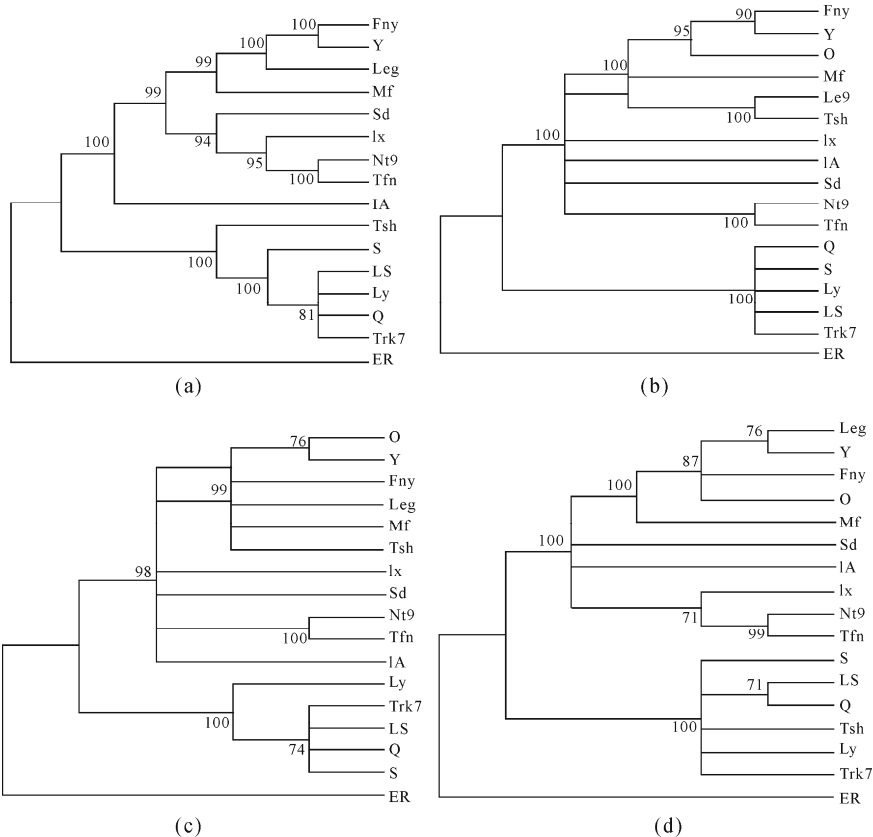 Fny
100
Y
100
Leg
99
Mf
99
Sd
94
lx
95
Nt9
100
Tfn
100
IA
Tsh
100
S
100
LS
Ly
81
Q
Trk7
ER
(a)
Fny
90
Y
95
O
100
Mf
Le9
100
Tsh
100
lx
lA
Sd
Nt9
100
Tfn
Q
S
Ly
100
LS
Trk7
ER
(b)
O
76
Y
Fny
99
Leg
Mf
Tsh
98
lx
Sd
Nt9
100
Tfn
lA
Ly
100
Trk7
LS
74
Q
S
ER
(c)
Leg
76
Y
87
Fny
100
O
Mf
100
Sd
lA
lx
71
Nt9
99
Tfn
S
71
LS
Q
100
Tsh
Ly
Trk7
ER
(d)